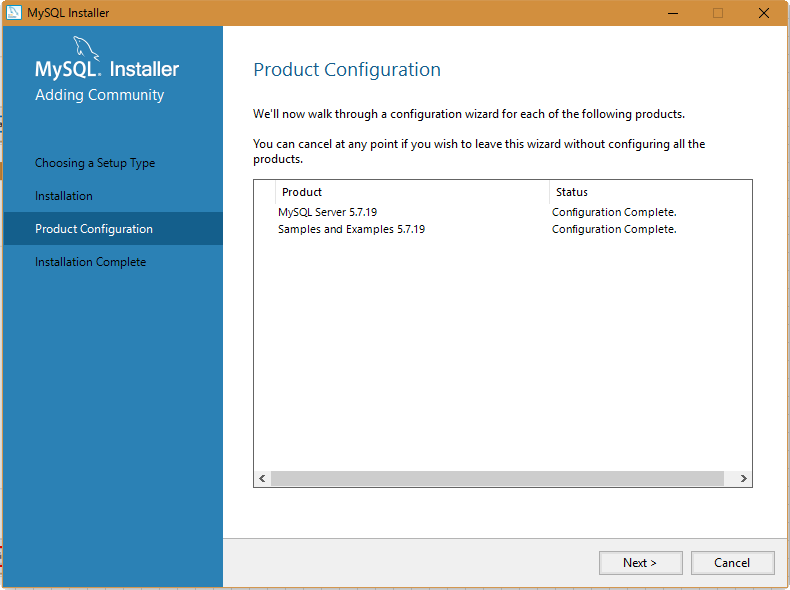 MySQL Installer
MySQL. Installer
Adding Community
Choosing a Setup Type
Installation
Product Configuration
Installation Complete
Product Configuration
We'll now walk through a configuration wizard for each of the following products.
You can cancel at any point if you wish to leave this wizard without configuring all the
products.
Product Status
MySQL Server 5.7.19 Configuration Complete.
Samples and Examples 5.7.19 Configuration Complete.
Next > Cancel